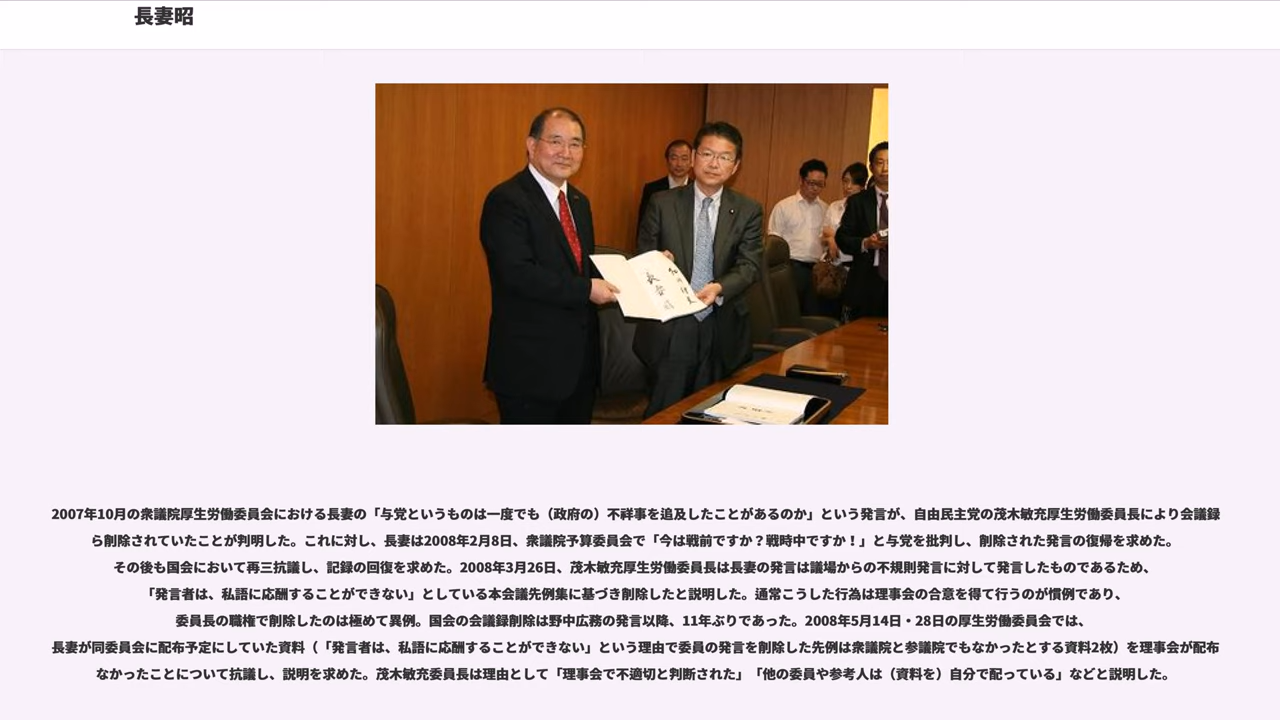 長妻昭
長妻昭
2007年10月の衆議院厚生労働委員会における長妻の「与党というものは一度でも（政府の）不祥事を追及したことがあるのか」という発言が、自由民主党の茂木敏充厚生労働委員長により会議録
ら削除されていたことが判明した。これに対し、長妻は2008年2月8日、衆議院予算委員会で「今は戦前ですか？戦時中ですか！」と与党を批判し、削除された発言の復帰を求めた。
その後も国会において再三抗議し、記録の回復を求めた。2008年3月26日、茂木敏充厚生労働委員長は長妻の発言は議場からの不規則発言に対して発言したものであるため、
「発言者は、私語に応酬することができない」としている本会議先例集に基づき削除したと説明した。通常こうした行為は理事会の合意を得て行うのが慣例であり、
委員長の職権で削除したのは極めて異例。国会の会議録削除は野中広務の発言以降、11年ぶりであった。2008年5月14日・28日の厚生労働委員会では、
長妻が同委員会に配布予定にしていた資料（「発言者は、私語に応酬することができない」という理由で委員の発言を削除した先例は衆議院と参議院でもなかったとする資料2枚）を理事会が配布
なかったことについて抗議し、説明を求めた。茂木敏充委員長は理由として「理事会で不適切と判断された」「他の委員や参考人は（資料を）自分で配っている」などと説明した。